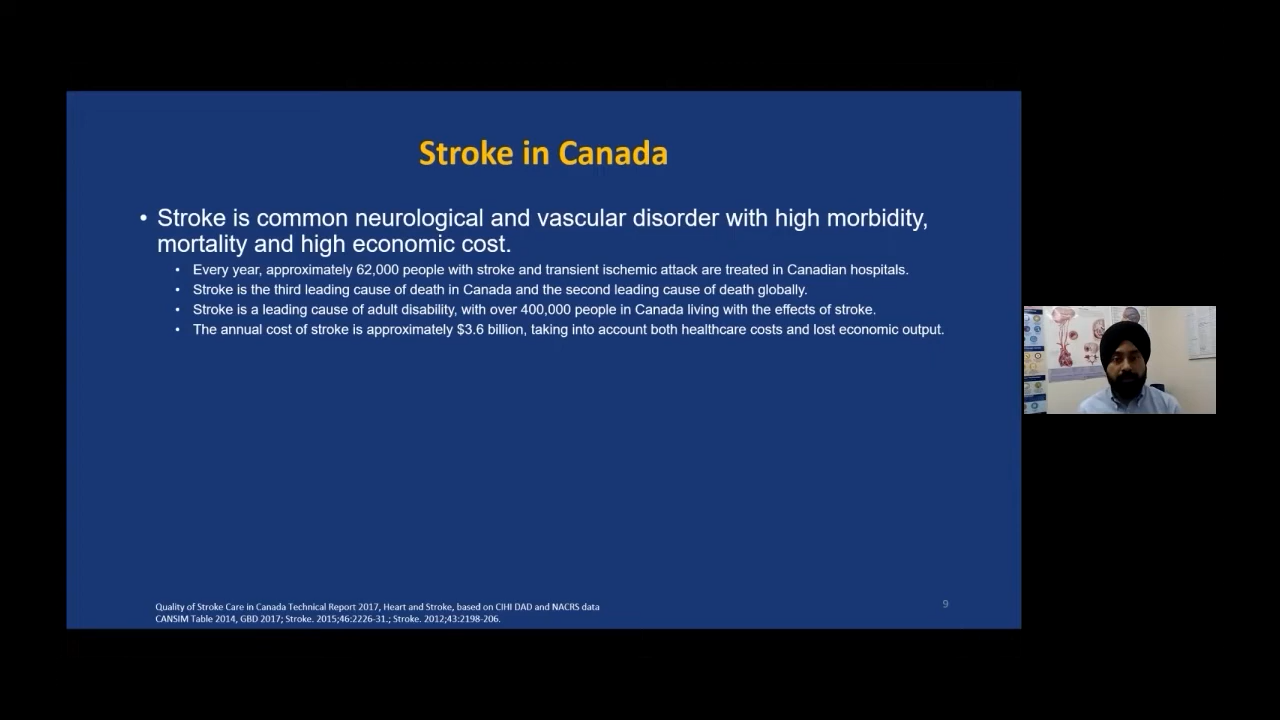 Stroke in Canada
• Stroke is common neurological and vascular disorder with high morbidity,
mortality and high economic cost.
• Every year, approximately 62,000 people with stroke and transient ischemic attack are treated in Canadian hospitals.
• Stroke is the third leading cause of death in Canada and the second leading cause of death globally.
• Stroke is a leading cause of adult disability, with over 400,000 people in Canada living with the effects of stroke.
• The annual cost of stroke is approximately $3.6 billion, taking into account both healthcare costs and lost economic output.
Quality of Stroke Care in Canada Technical Report 2017, Heart and Stroke, based on CIHI DAD and NACRS data
CANSIM Table 2014, GBD 2017; Stroke. 2015;46:2226-31.; Stroke. 2012;43:2198-206.
9